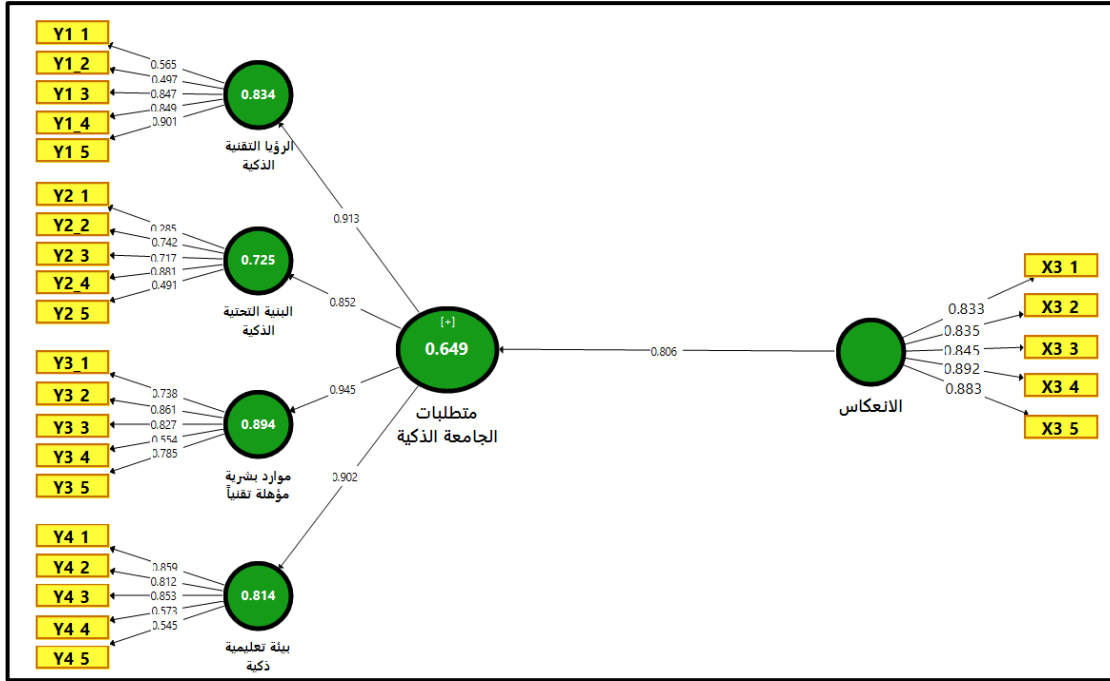 Y1 1
Y1_2
Y1 3
Y1_4
Y1 5
0.565
0.497
0.847
0.849
0.901
0.834
الرؤيا التقنية
الذكية
Y2_1
Y2_2
Y2_3
Y2_4
Y2 5
0.285
0.742
0.717
0.881
0.491
0.725
البنية التحتية
الذكية
Y3_1
Y3 2
Y3 3
Y3 4
Y3 5
0.738
0.861
0.827
0.554
0.785
0.894
موارد بشرية
مؤهلة تقنياً
Y4 1
Y4 2
Y4 3
Y4 4
Y4 5
0.859
0.812
0.853
0.573
0.545
0.814
بيئة تعليمية
ذكية
0.913
0.852
0.945
0.902
[+]
0.649
متطلبات
الجامعة الذكية
0.806
الانعكاس
0.833
0.835
0.845
0.892
0.883
X3 1
X3 2
X3 3
X3 4
X3 5